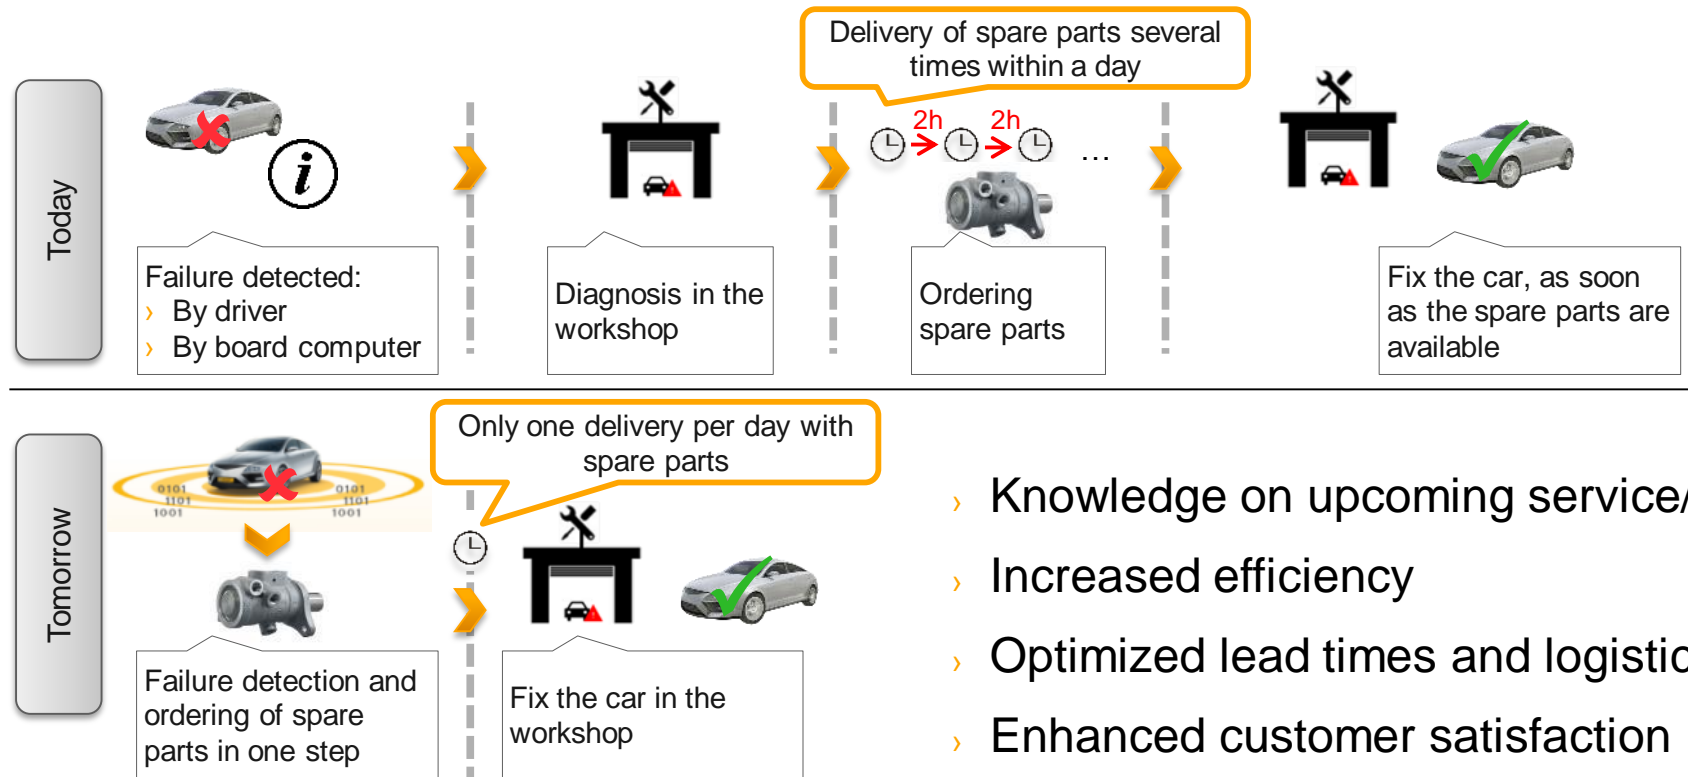 Delivery of spare parts several
times within a day
Today
2h
2h
...
i
Failure detected:
› By driver
› By board computer
Diagnosis in the
workshop
Ordering
spare parts
Fix the car, as soon
as the spare parts are
available
Only one delivery per day with
spare parts
Tomorrow
0101
1101
1001
0101
1101
1001
Failure detection and
ordering of spare
parts in one step
Fix the car in the
workshop
› Knowledge on upcoming service/
› Increased efficiency
› Optimized lead times and logistic
› Enhanced customer satisfaction